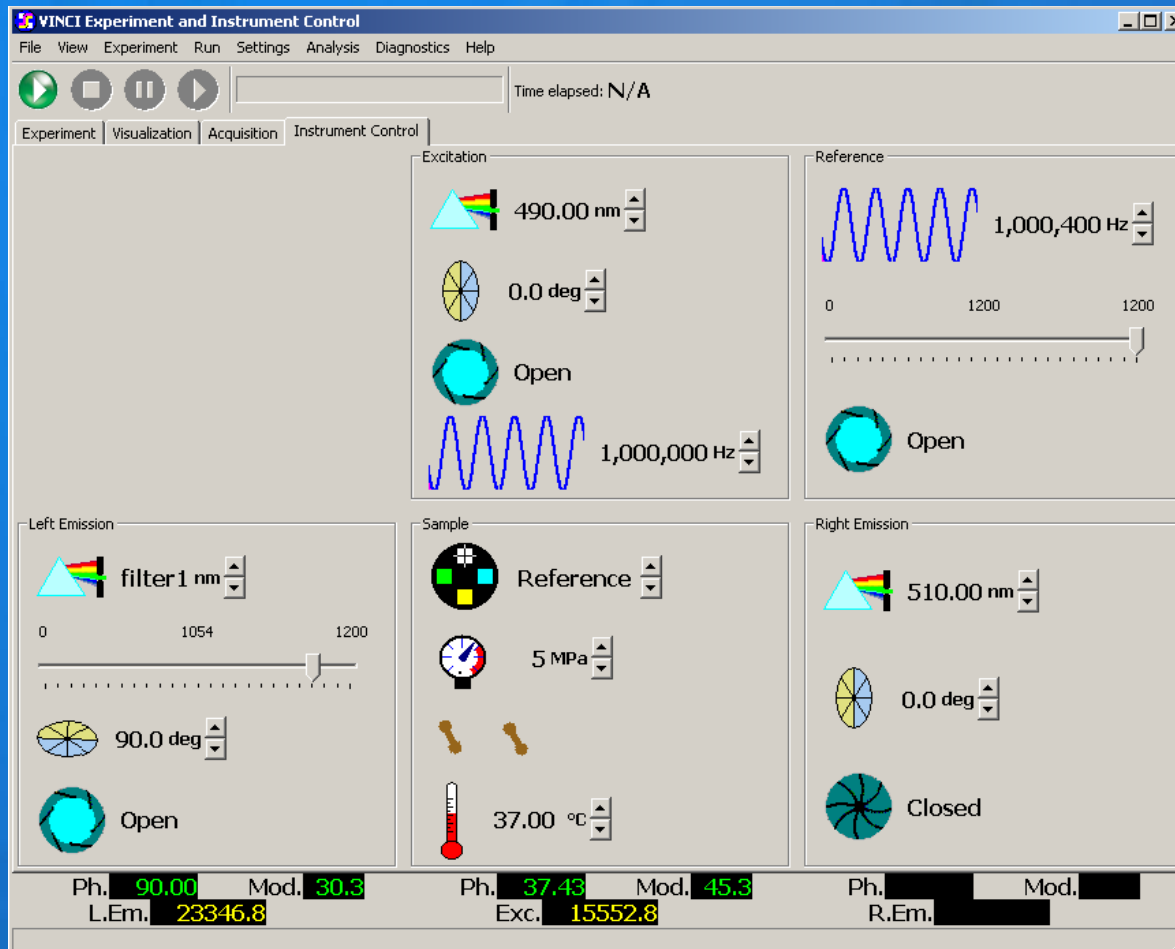 VINCI Experiment and Instrument Control
File View Experiment Run Settings Analysis Diagnostics Help
Time elapsed: N/A
Experiment Visualization Acquisition Instrument Control
Excitation
490.00 nm
0.0 deg
Open
1,000,000 Hz
Reference
1,000,400 Hz
0 1200 1200
Open
Left Emission
filter1 nm
0 1054 1200
90.0 deg
Open
Sample
Reference
5 MPa
37.00 °C
Right Emission
510.00 nm
0.0 deg
Closed
Ph. 90.00 Mod. 30.3 Ph. 37.43 Mod. 45.3 Ph. Mod.
L.Em. 23346.8 Exc. 15552.8 R.Em.